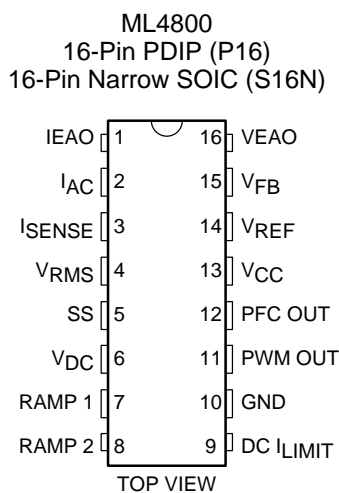 ML4800
16-Pin PDIP (P16)
16-Pin Narrow SOIC (S16N)
IEAO 1 16 VEAO
IAC 2 15 VFB
ISENSE 3 14 VREF
VRMS 4 13 VCC
SS 5 12 PFC OUT
VDC 6 11 PWM OUT
RAMP 1 7 10 GND
RAMP 2 8 9 DC ILIMIT
TOP VIEW